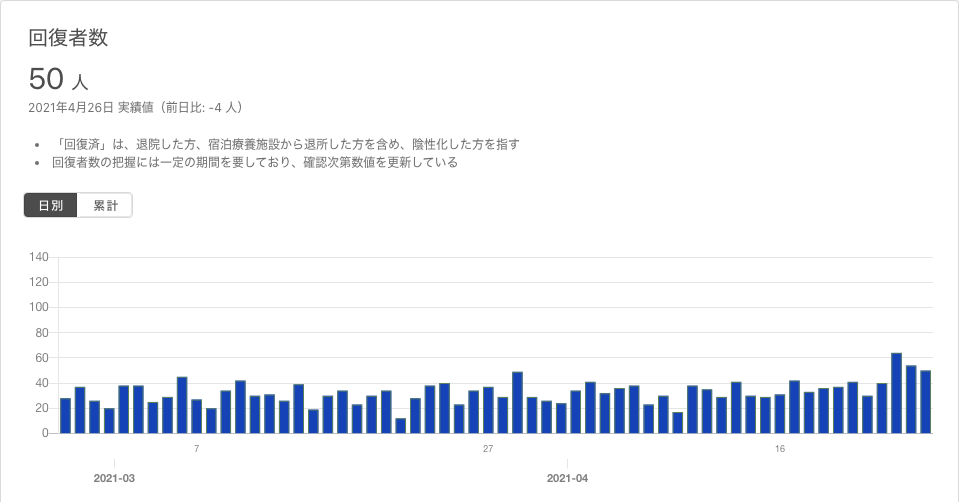 回復者数
50 人
2021年4月26日 実績値（前日比: -4 人）
• 「回復済」は、退院した方、宿泊療養施設から退所した方を含め、陰性化した方を指す
• 回復者数の把握には一定の期間を要しており、確認次第数値を更新している
日別 累計
140
120
100
80
60
40
20
0
7 27 16
2021-03 2021-04